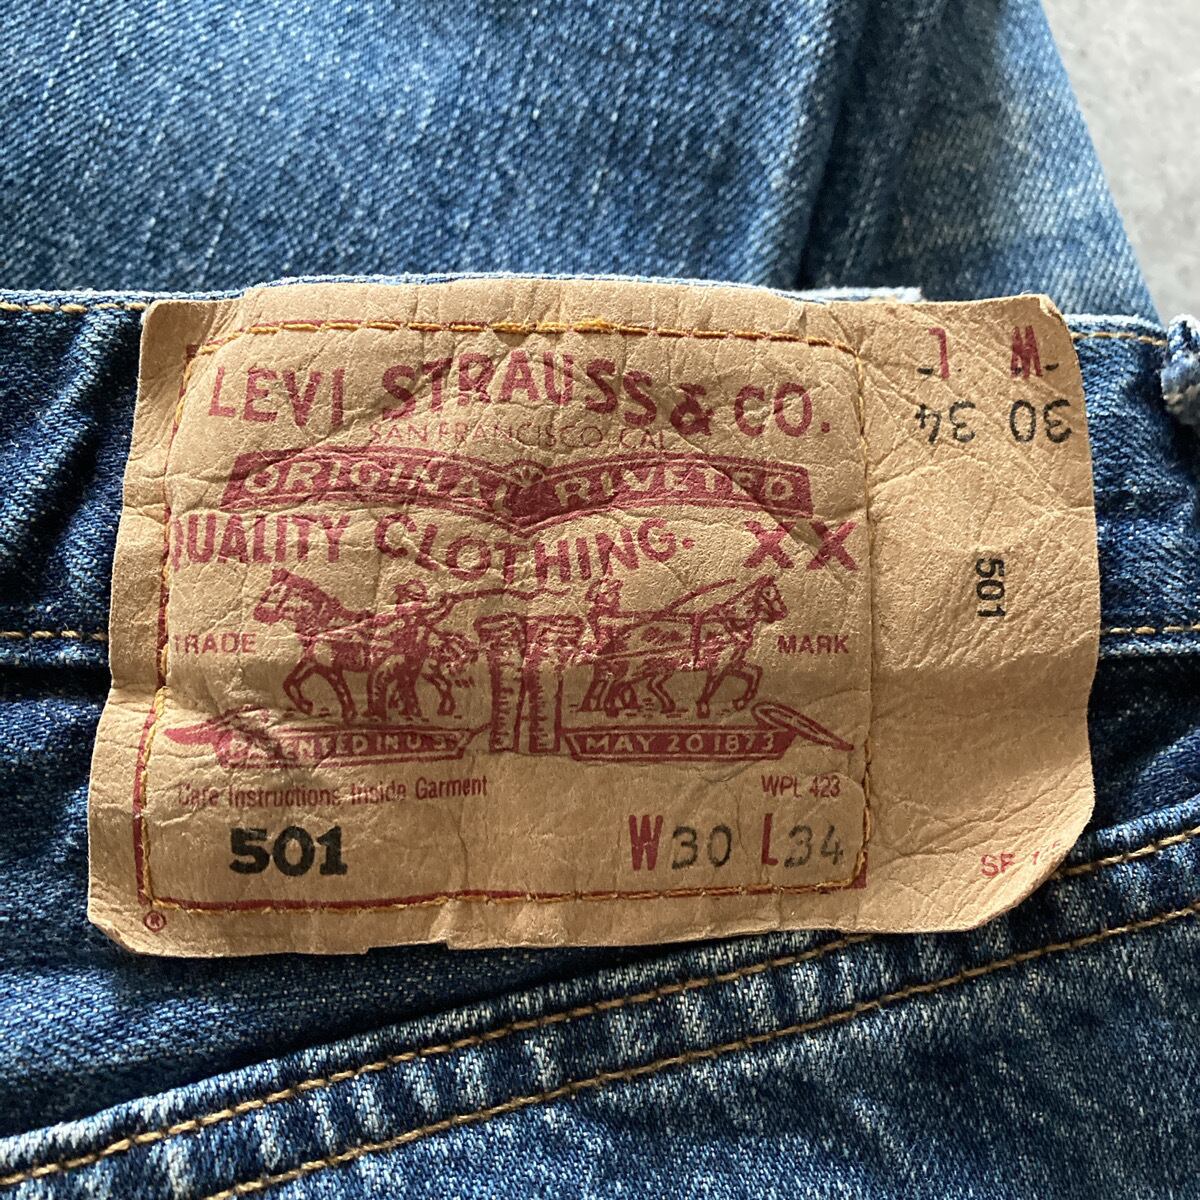 LEVI STRAUSS & CO.
SAN FRANCISCO CAL
ORIGINAL RIVETED
QUALITY CLOTHING. XX
TRADE MARK
PATENTED IN U S MAY 20 1873
Care Instructions Inside Garment WPL 423
501 W30 L34
®
W L
30 34
501
SF